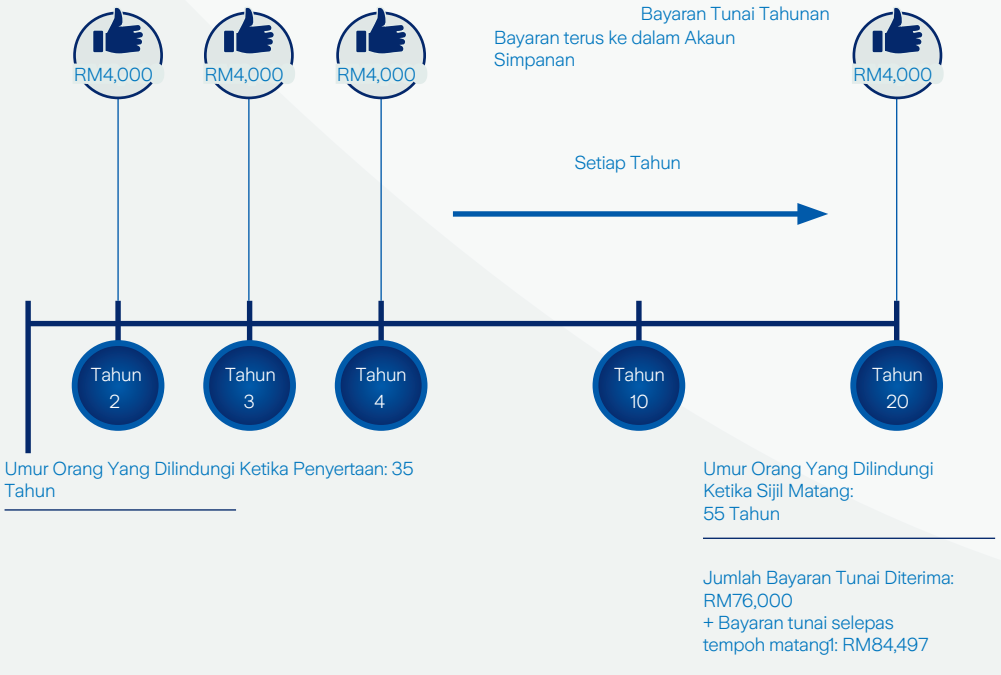 Bayaran Tunai Tahunan
Bayaran terus ke dalam Akaun
Simpanan
RM4,000
RM4,000
RM4,000
RM4,000
Setiap Tahun
Tahun
2
Tahun
3
Tahun
4
Tahun
10
Tahun
20
Umur Orang Yang Dilindungi Ketika Penyertaan: 35
Tahun
Umur Orang Yang Dilindungi
Ketika Sijil Matang:
55 Tahun
Jumlah Bayaran Tunai Diterima:
RM76,000
+ Bayaran tunai selepas
tempoh matang1: RM84,497